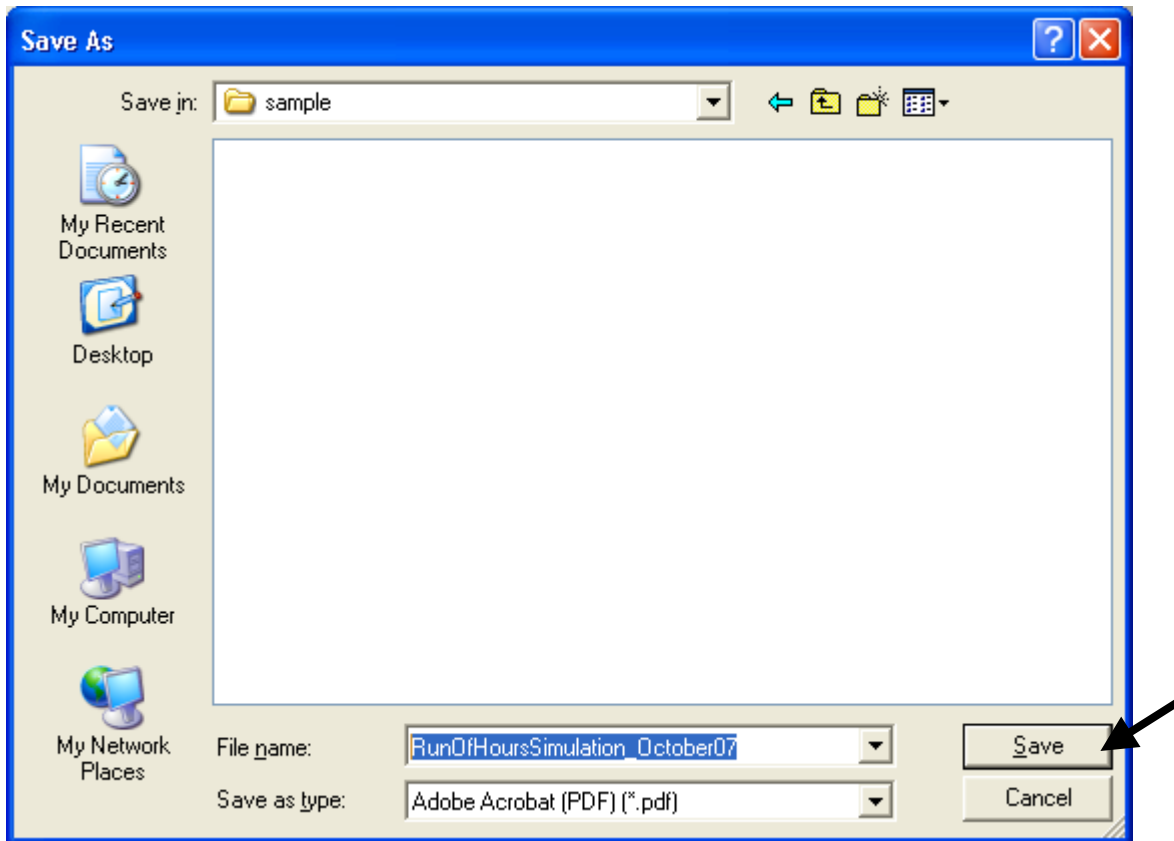 Save As
Save in:
sample
My Recent
Documents
Desktop
My Documents
My Computer
My Network
Places
File name:
RunOfHoursSimulation_October07
Save
Save as type:
Adobe Acrobat (PDF) (*.pdf)
Cancel